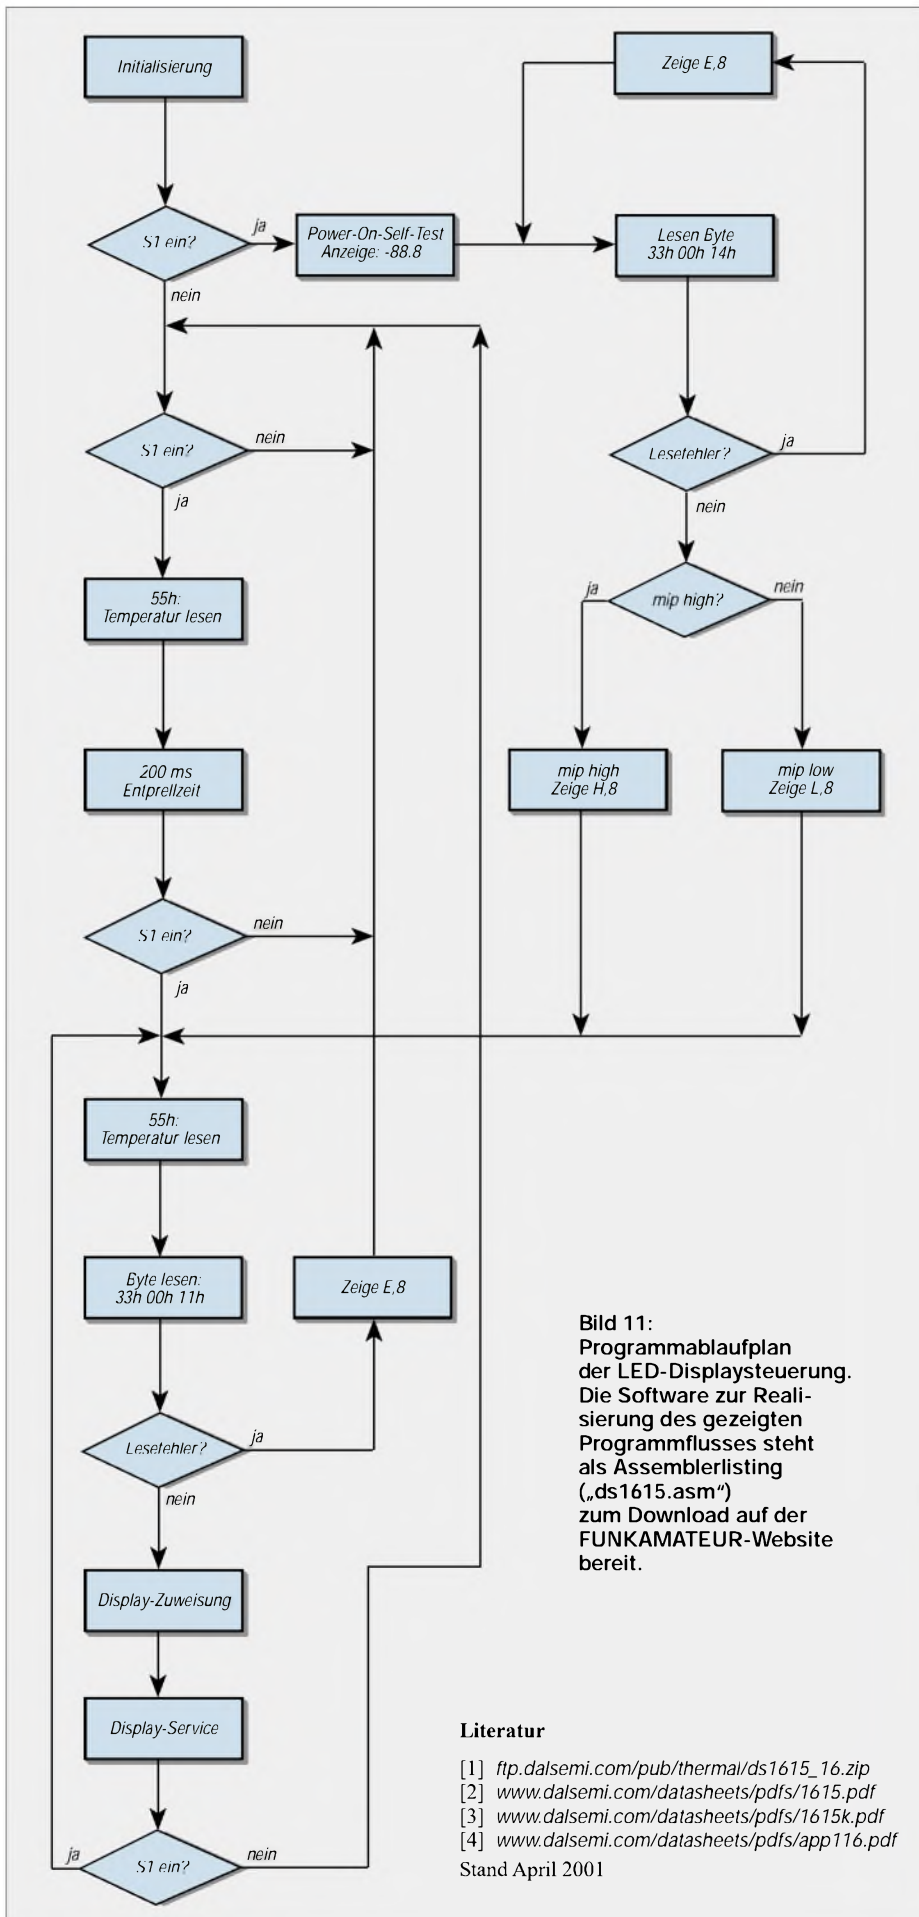 Initialisierung
Zeige E,8
S1 ein?
ja
nein
Power-On-Self-Test
Anzeige: -88.8
Lesen Byte
33h 00h 14h
S1 ein?
nein
ja
Lesefehler?
ja
nein
55h:
Temperatur lesen
mip high?
ja
nein
200 ms
Entprellzeit
mip high
Zeige H,8
mip low
Zeige L,8
S1 ein?
nein
ja
55h:
Temperatur lesen
Byte lesen:
33h 00h 11h
Zeige E,8
Lesefehler?
ja
nein
Display-Zuweisung
Display-Service
S1 ein?
ja
nein
Bild 11:
Programmablaufplan
der LED-Displaysteuerung.
Die Software zur Reali-
sierung des gezeigten
Programmflusses steht
als Assemblerlisting
(„ds1615.asm“)
zum Download auf der
FUNKAMATEUR-Website
bereit.
Literatur
[1] ftp.dalsemi.com/pub/thermal/ds1615_16.zip
[2] www.dalsemi.com/datasheets/pdfs/1615.pdf
[3] www.dalsemi.com/datasheets/pdfs/1615k.pdf
[4] www.dalsemi.com/datasheets/pdfs/app116.pdf
Stand April 2001